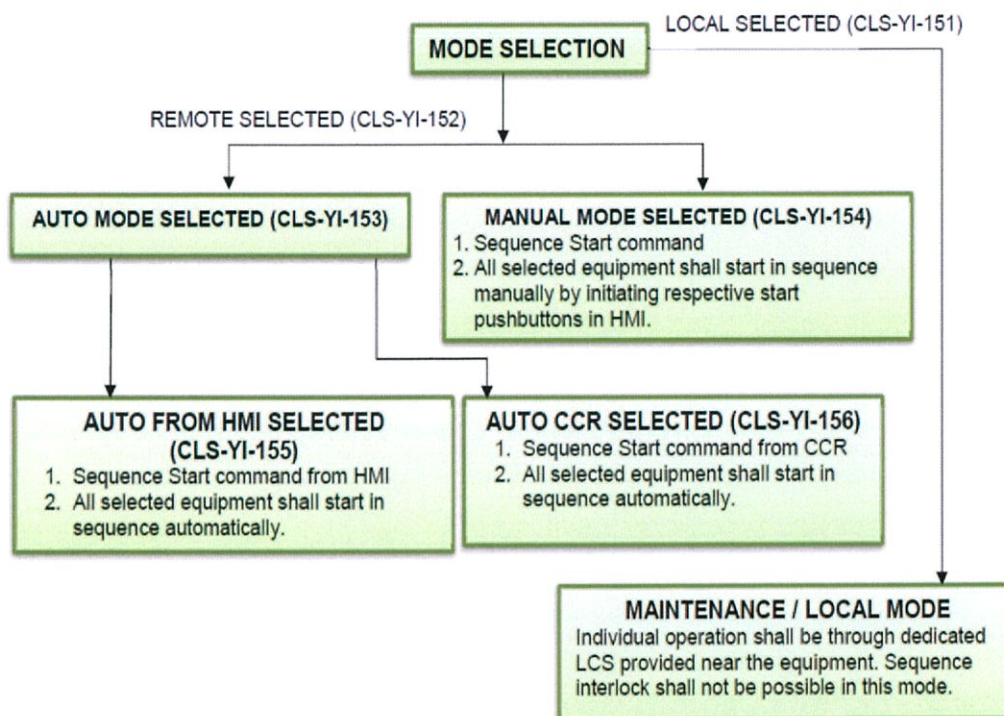 LOCAL SELECTED (CLS-YI-151)
MODE SELECTION
REMOTE SELECTED (CLS-YI-152)
AUTO MODE SELECTED (CLS-YI-153)
MANUAL MODE SELECTED (CLS-YI-154)
1. Sequence Start command
2. All selected equipment shall start in sequence
manually by initiating respective start
pushbuttons in HMI.
AUTO FROM HMI SELECTED
(CLS-YI-155)
1. Sequence Start command from HMI
2. All selected equipment shall start in
sequence automatically.
AUTO CCR SELECTED (CLS-YI-156)
1. Sequence Start command from CCR
2. All selected equipment shall start in
sequence automatically.
MAINTENANCE / LOCAL MODE
Individual operation shall be through dedicated
LCS provided near the equipment. Sequence
interlock shall not be possible in this mode.